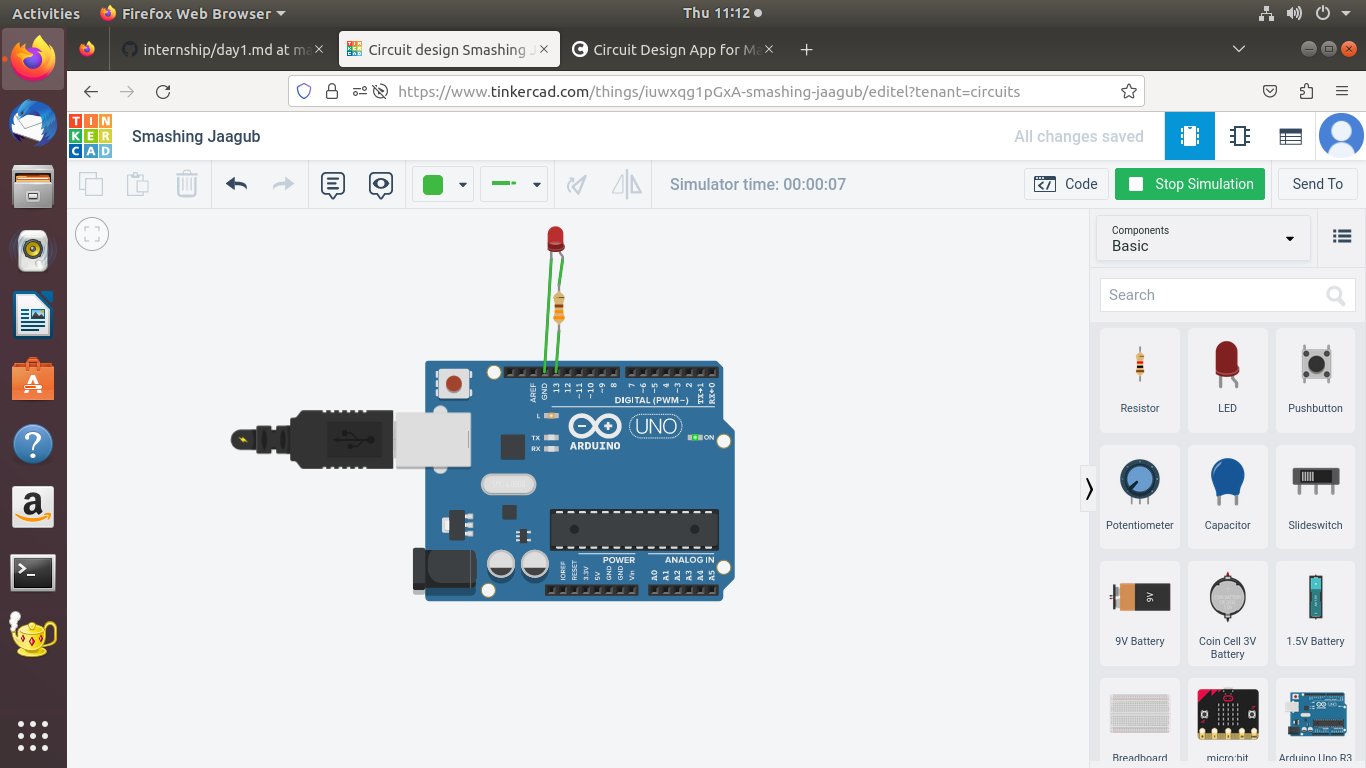 Activities
Firefox Web Browser
Thu 11:12
internship/day1.md at ma
Circuit design Smashing J
Circuit Design App for Ma
https://www.tinkercad.com/things/iuwxqg1pGxA-smashing-jaagub/editel?tenant=circuits
TIN
KER
CAD
Smashing Jaagub
All changes saved
Simulator time: 00:00:07
Code
Stop Simulation
Send To
Components
Basic
Search
Resistor
LED
Pushbutton
Potentiometer
Capacitor
Slideswitch
9V
9V Battery
Coin Cell 3V
Battery
1.5V Battery
Breadboard
micro:bit
Arduino Uno R3
AREF
GND
13
12
~11
~10
~9
8
7
~6
~5
4
~3
2
TX→1
RX←0
DIGITAL (PWM~)
L
TX
RX
ARDUINO
UNO
ON
POWER
ANALOG IN
IOREF
RESET
3.3V
5V
GND
GND
Vin
A0
A1
A2
A3
A4
A5